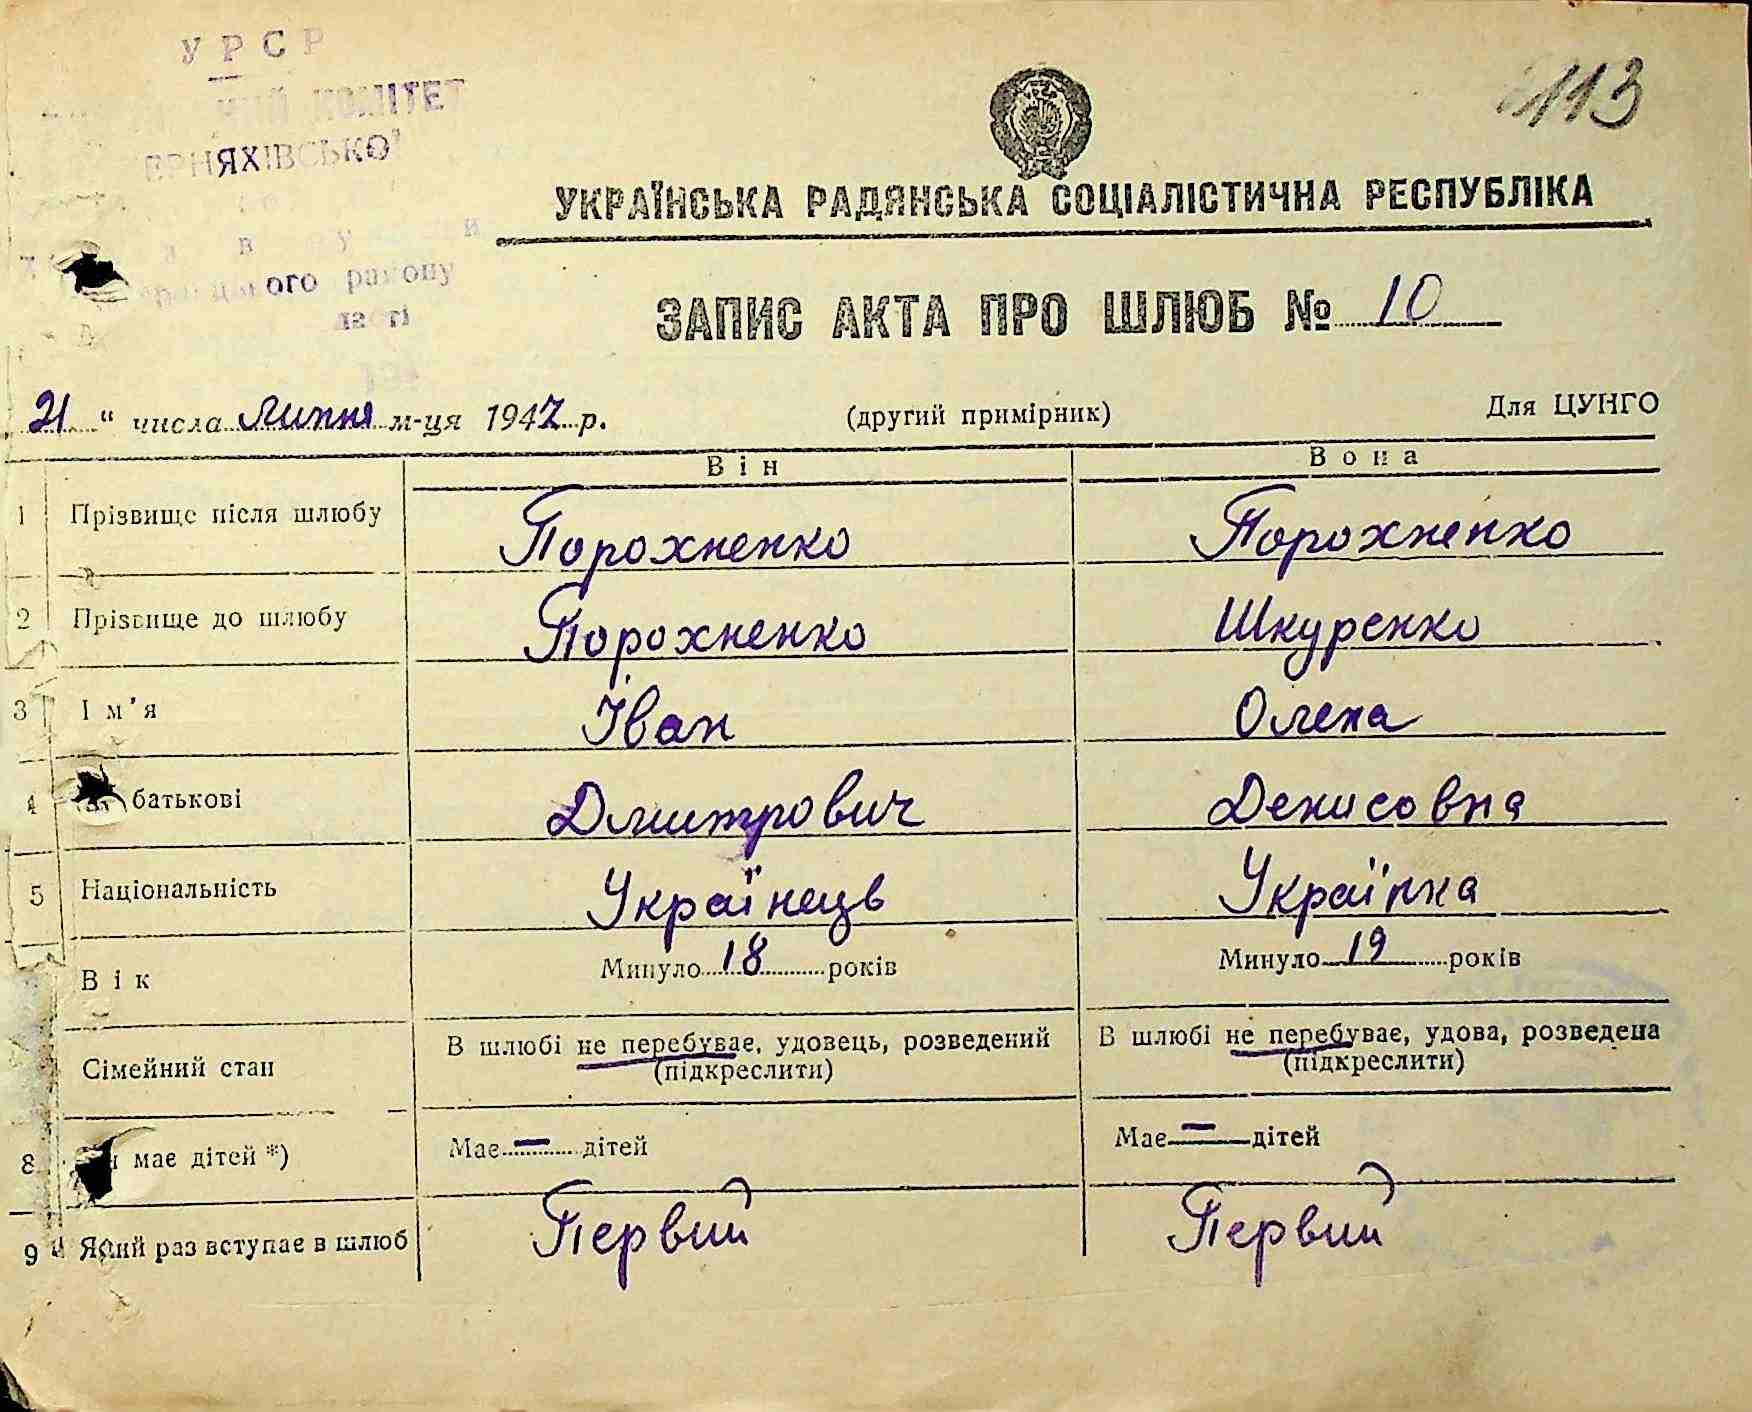 УРСР
КОМІТЕТ
ЕРНЯХІВСЬКО
ого району
113
УКРАЇНСЬКА РАДЯНСЬКА СОЦІАЛІСТИЧНА РЕСПУБЛІКА
ЗАПИС АКТА ПРО ШЛЮБ № 10
21 " числа Липня м-ця 1947 р. (другий примірник) Для ЦУНГО
Він Вона
1 Прізвище після шлюбу Порохненко Порохненко
2 Прізвище до шлюбу Порохненко Шкуренко
3 Ім'я Іван Олена
4 батькові Дмитрович Денисовна
5 Національність Українець Українка
Вік Минуло 18 років Минуло 19 років
Сімейний стан В шлюбі не перебуває, удовець, розведений (підкреслити) В шлюбі не перебуває, удова, розведена (підкреслити)
8 має дітей *) Має — дітей Має — дітей
9 Який раз вступає в шлюб Первий Первий